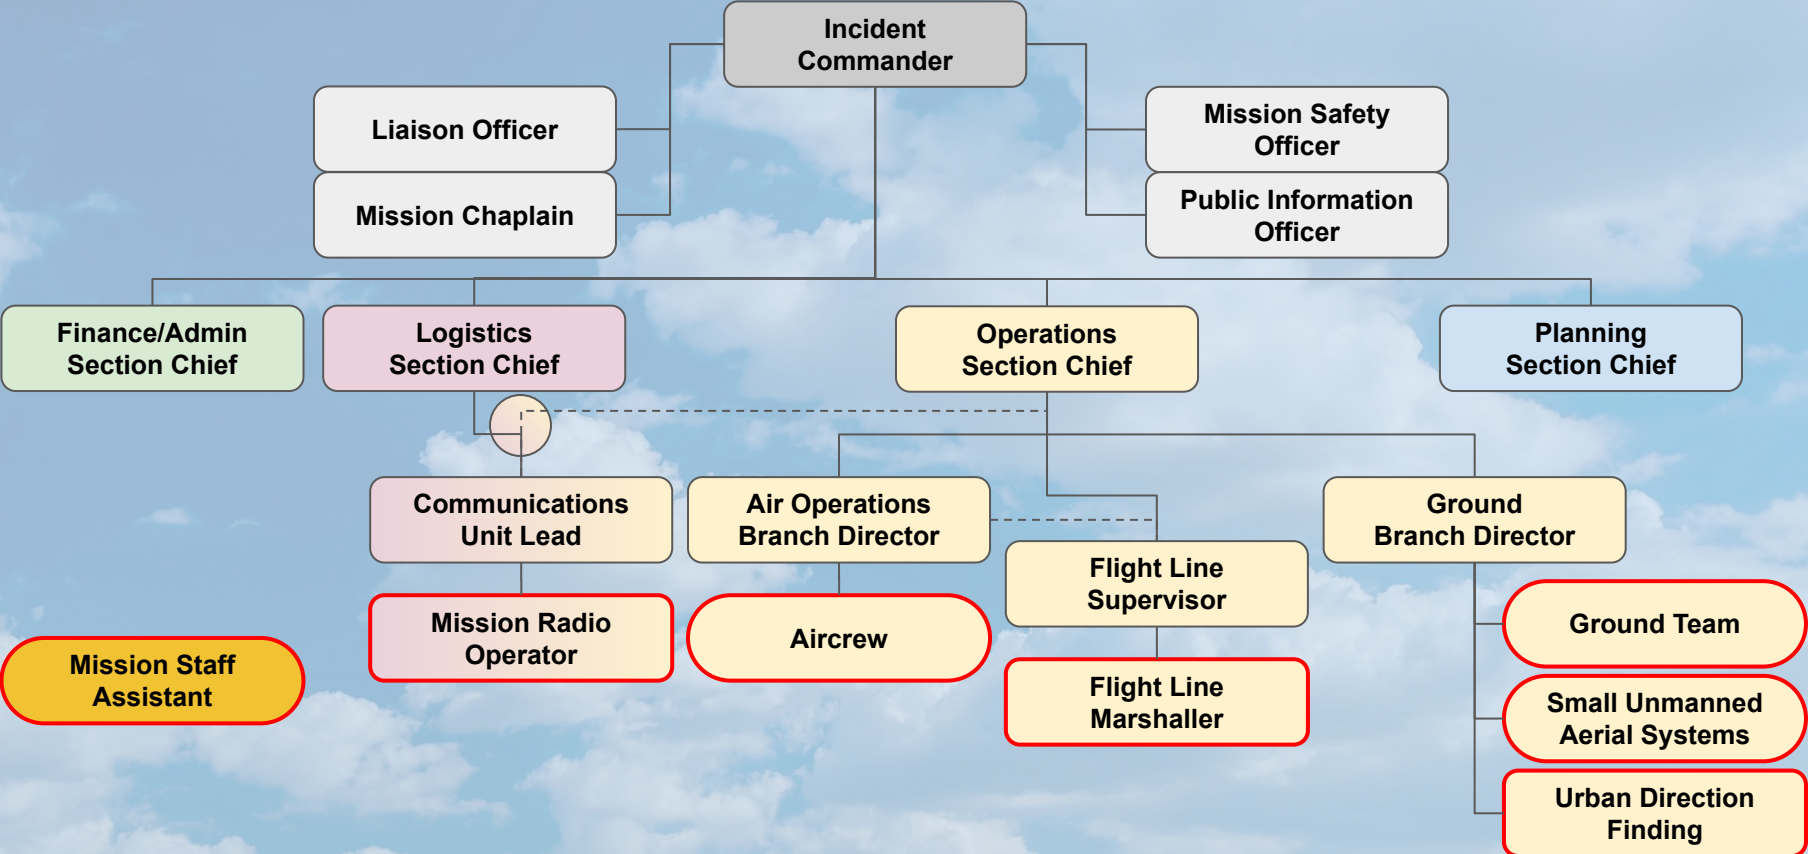 Incident
Commander
Liaison Officer
Mission Safety
Officer
Mission Chaplain
Public Information
Officer
Finance/Admin
Section Chief
Logistics
Section Chief
Operations
Section Chief
Planning
Section Chief
Communications
Unit Lead
Air Operations
Branch Director
Ground
Branch Director
Flight Line
Supervisor
Mission Radio
Operator
Aircrew
Ground Team
Mission Staff
Assistant
Flight Line
Marshaller
Small Unmanned
Aerial Systems
Urban Direction
Finding